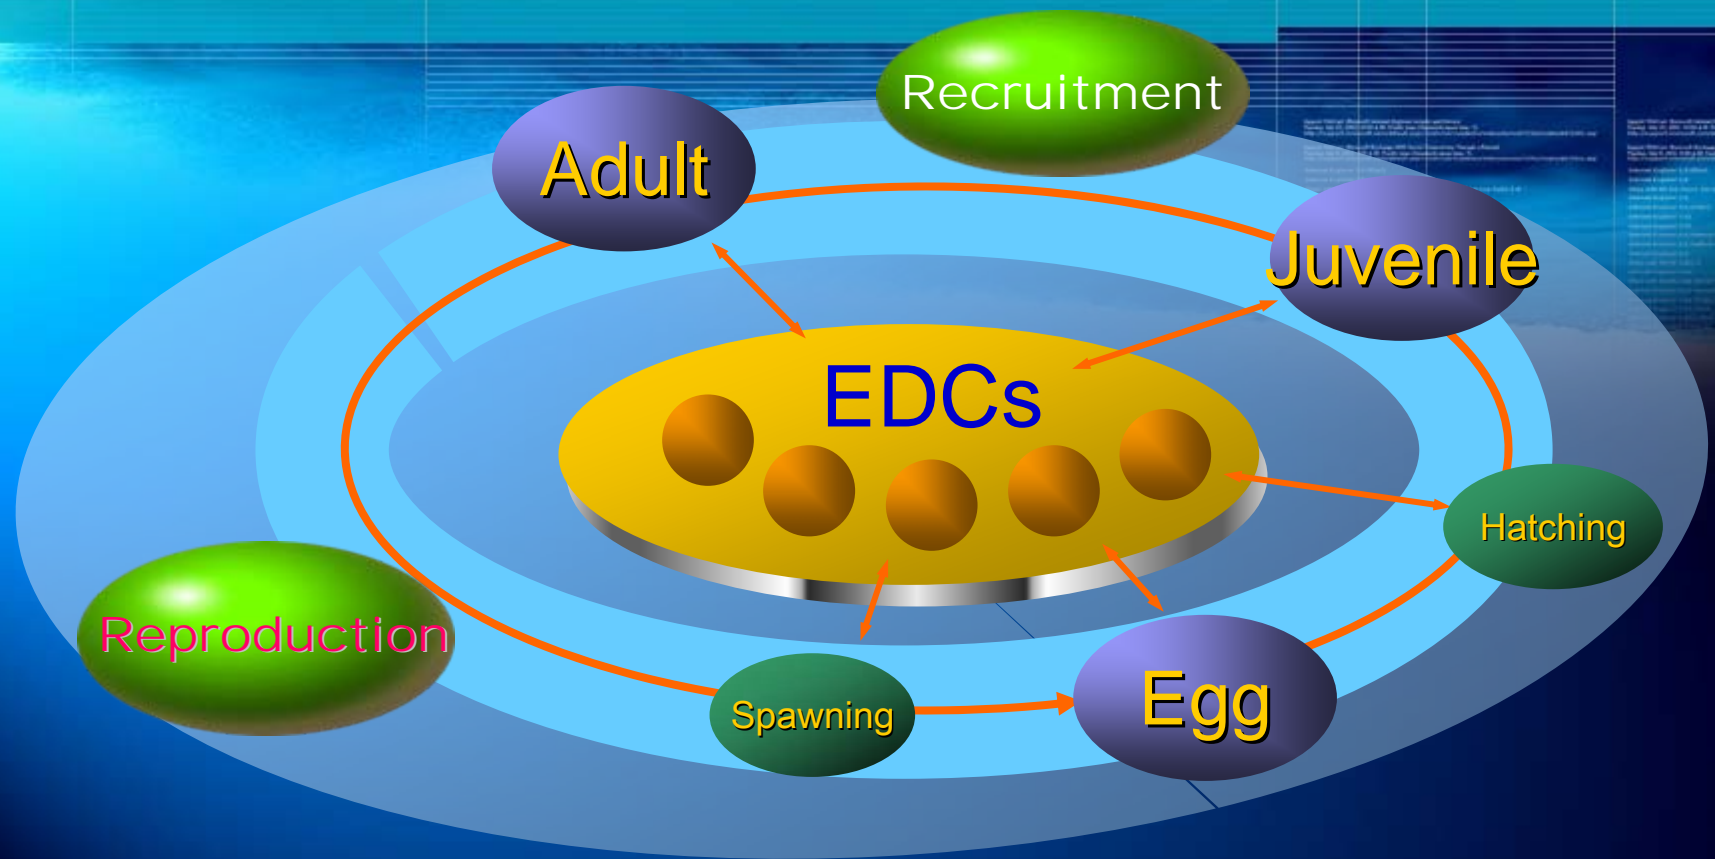 Recruitment
Adult
Juvenile
EDCs
Hatching
Reproduction
Egg
Spawning